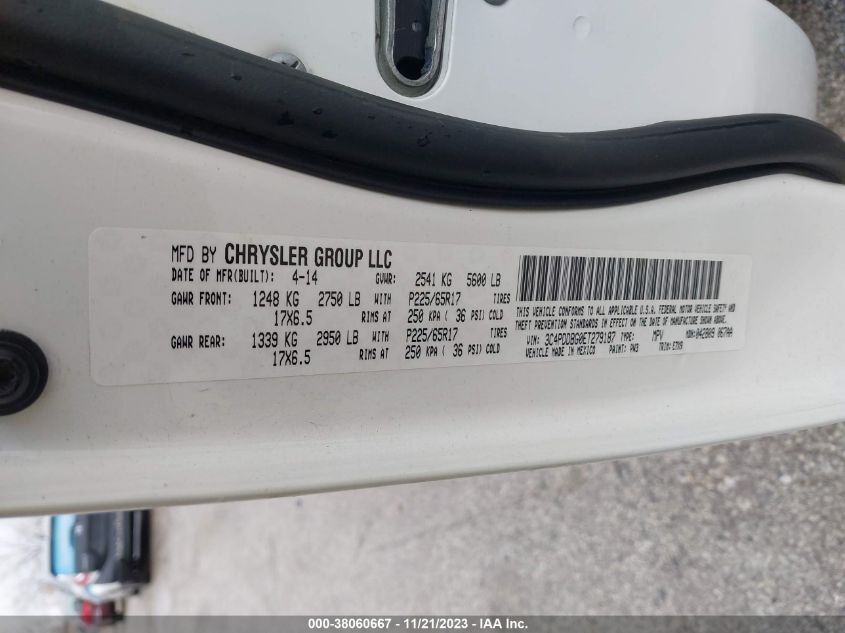 MFD BY CHRYSLER GROUP LLC
DATE OF MFR(BUILT): 4-14 GVWR: 2541 KG 5600 LB
GAWR FRONT: 1248 KG 2750 LB WITH P225/65R17 TIRES
17X6.5 RIMS AT 250 KPA ( 36 PSI) COLD
GAWR REAR: 1339 KG 2950 LB WITH P225/65R17 TIRES
17X6.5 RIMS AT 250 KPA ( 36 PSI) COLD
THIS VEHICLE CONFORMS TO ALL APPLICABLE U.S.A. FEDERAL MOTOR VEHICLE SAFETY AND
THEFT PREVENTION STANDARDS IN EFFECT ON THE DATE OF MANUFACTURE SHOWN ABOVE.
VIN: 3C4PDDBG0ET279187 TYPE: MPV MDH: 042809 06700
VEHICLE MADE IN MEXICO PAINT: PW3 TRIM:
000-38060667 - 11/21/2023 - IAA Inc.